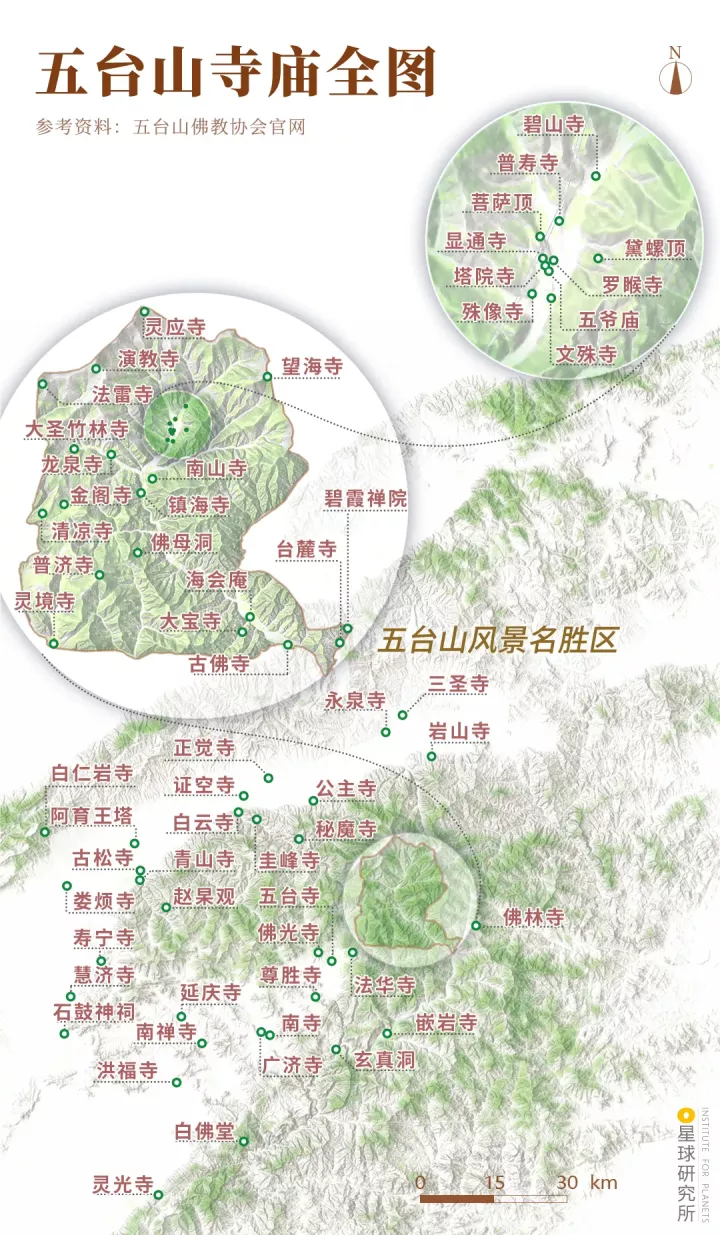 五台山寺庙全图
N
参考资料：五台山佛教协会官网
碧山寺
普寿寺
菩萨顶
显通寺
黛螺顶
塔院寺
罗睺寺
殊像寺
五爷庙
文殊寺
灵应寺
演教寺
望海寺
法雷寺
大圣竹林寺
龙泉寺
南山寺
金阁寺
镇海寺
碧霞禅院
清凉寺
佛母洞
台麓寺
普济寺
海会庵
灵境寺
大宝寺
古佛寺
五台山风景名胜区
三圣寺
永泉寺
岩山寺
正觉寺
白仁岩寺
证空寺
公主寺
阿育王塔
白云寺
秘魔寺
古松寺
青山寺
圭峰寺
娄烦寺
赵杲观
五台寺
佛林寺
寿宁寺
佛光寺
慧济寺
尊胜寺
法华寺
延庆寺
石鼓神祠
南禅寺
南寺
嵌岩寺
洪福寺
广济寺
玄真洞
白佛堂
灵光寺
0 15 30 km
星球研究所
INSTITUTE FOR PLANETS